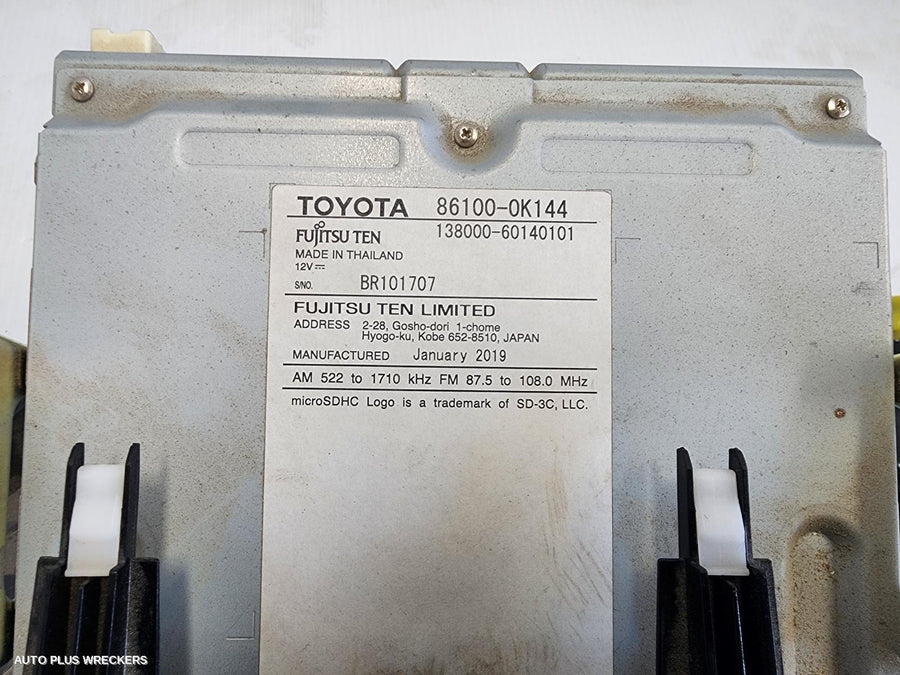 TOYOTA 86100-0K144
FUJITSU TEN 138000-60140101
MADE IN THAILAND
12V⎓
S/NO. BR101707
FUJITSU TEN LIMITED
ADDRESS 2-28, Gosho-dori 1-chome
Hyogo-ku, Kobe 652-8510, JAPAN
MANUFACTURED January 2019
AM 522 to 1710 kHz FM 87.5 to 108.0 MHz
microSDHC Logo is a trademark of SD-3C, LLC.
AUTO PLUS WRECKERS